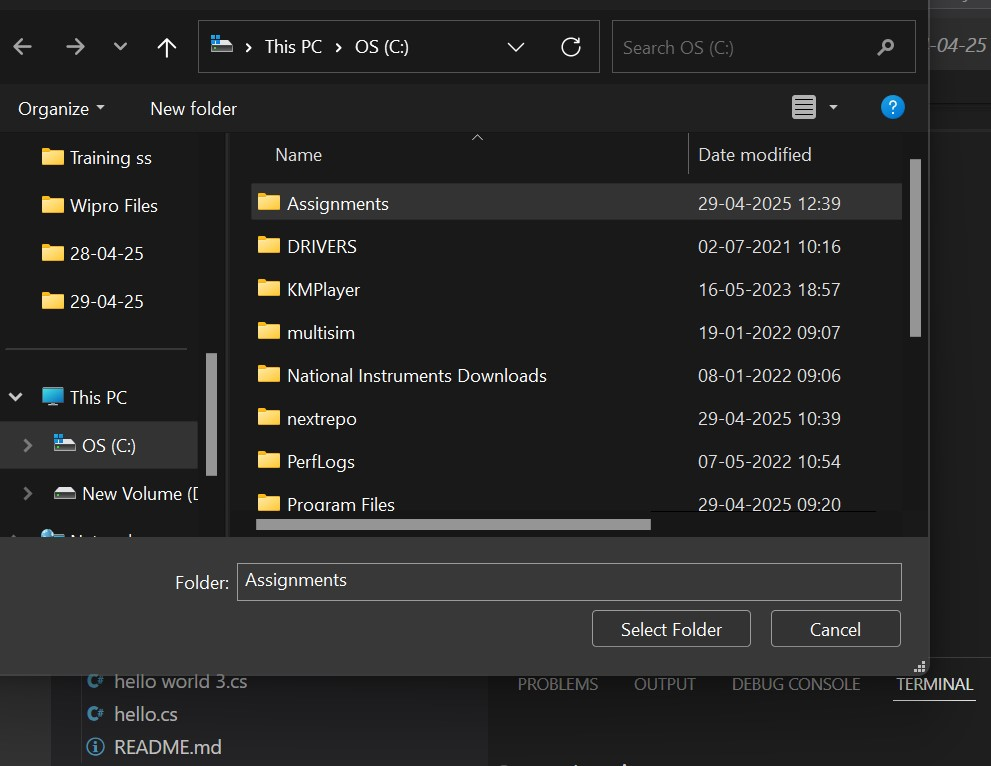 This PC > OS (C:)
Search OS (C:)
-04-25
Organize
New folder
?
Training ss
Wipro Files
28-04-25
29-04-25
This PC
OS (C:)
New Volume (D
Name Date modified
Assignments 29-04-2025 12:39
DRIVERS 02-07-2021 10:16
KMPlayer 16-05-2023 18:57
multisim 19-01-2022 09:07
National Instruments Downloads 08-01-2022 09:06
nextrepo 29-04-2025 10:39
PerfLogs 07-05-2022 10:54
Program Files 29-04-2025 09:20
Folder: Assignments
Select Folder
Cancel
C# hello world 3.cs
C# hello.cs
README.md
PROBLEMS OUTPUT DEBUG CONSOLE TERMINAL